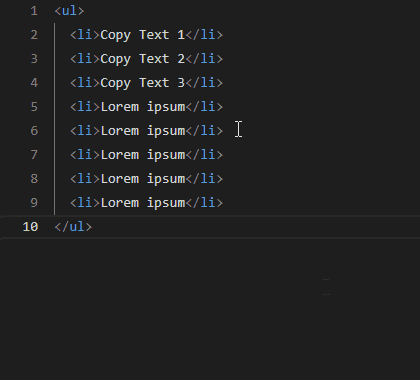 1 <ul>
2 <li>Copy Text 1</li>
3 <li>Copy Text 2</li>
4 <li>Copy Text 3</li>
5 <li>Lorem ipsum</li>
6 <li>Lorem ipsum</li>
7 <li>Lorem ipsum</li>
8 <li>Lorem ipsum</li>
9 <li>Lorem ipsum</li>
10 </ul>